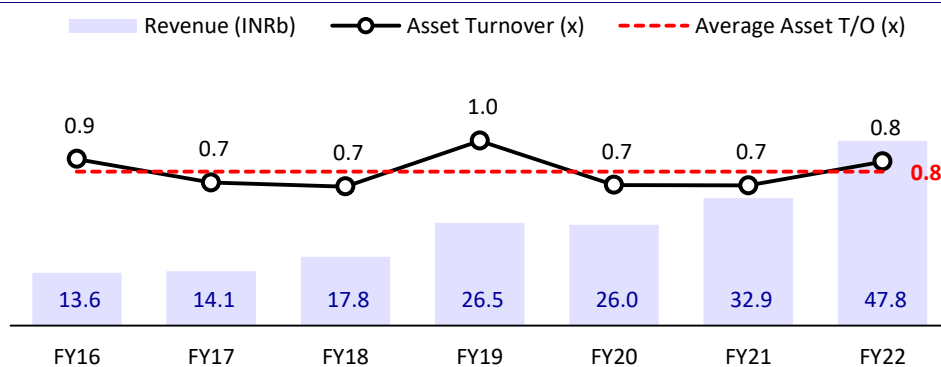 Revenue (INRb) Asset Turnover (x) Average Asset T/O (x)
0.9 0.7 0.7 1.0 0.7 0.7 0.8
0.8
13.6 14.1 17.8 26.5 26.0 32.9 47.8
FY16 FY17 FY18 FY19 FY20 FY21 FY22